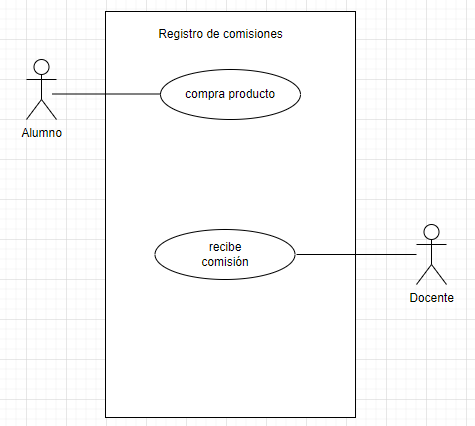 Registro de comisiones
compra producto
Alumno
recibe
comisión
Docente